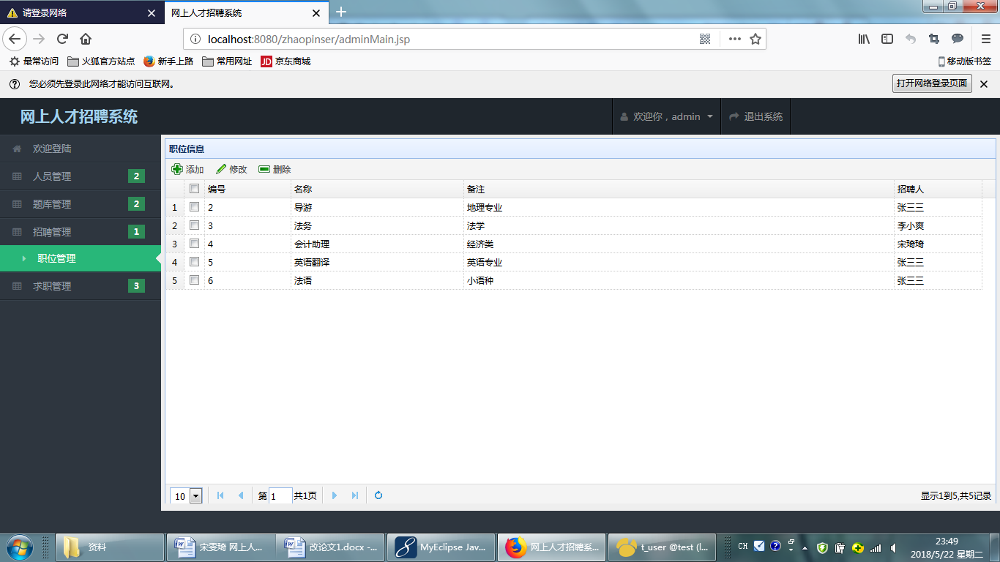 请登录网络
网上人才招聘系统
localhost:8080/zhaopinser/adminMain.jsp
最常访问 火狐官方站点 新手上路 常用网址 JD 京东商城 移动版书签
您必须先登录此网络才能访问互联网。 打开网络登录页面
网上人才招聘系统 欢迎你，admin 退出系统
欢迎登陆
人员管理 2
题库管理 2
招聘管理 1
职位管理
求职管理 3
职位信息
添加 修改 删除
编号 名称 备注 招聘人
1 2 导游 地理专业 张三三
2 3 法务 法学 李小爽
3 4 会计助理 经济类 宋琦琦
4 5 英语翻译 英语专业 张三三
5 6 法语 小语种 张三三
10 第 1 共1页 显示1到5,共5记录
资料 宋雯琦 网上人... 改论文1.docx -... MyEclipse Jav... 网上人才招聘系... t_user @test (l... CH 23:49
2018/5/22 星期二